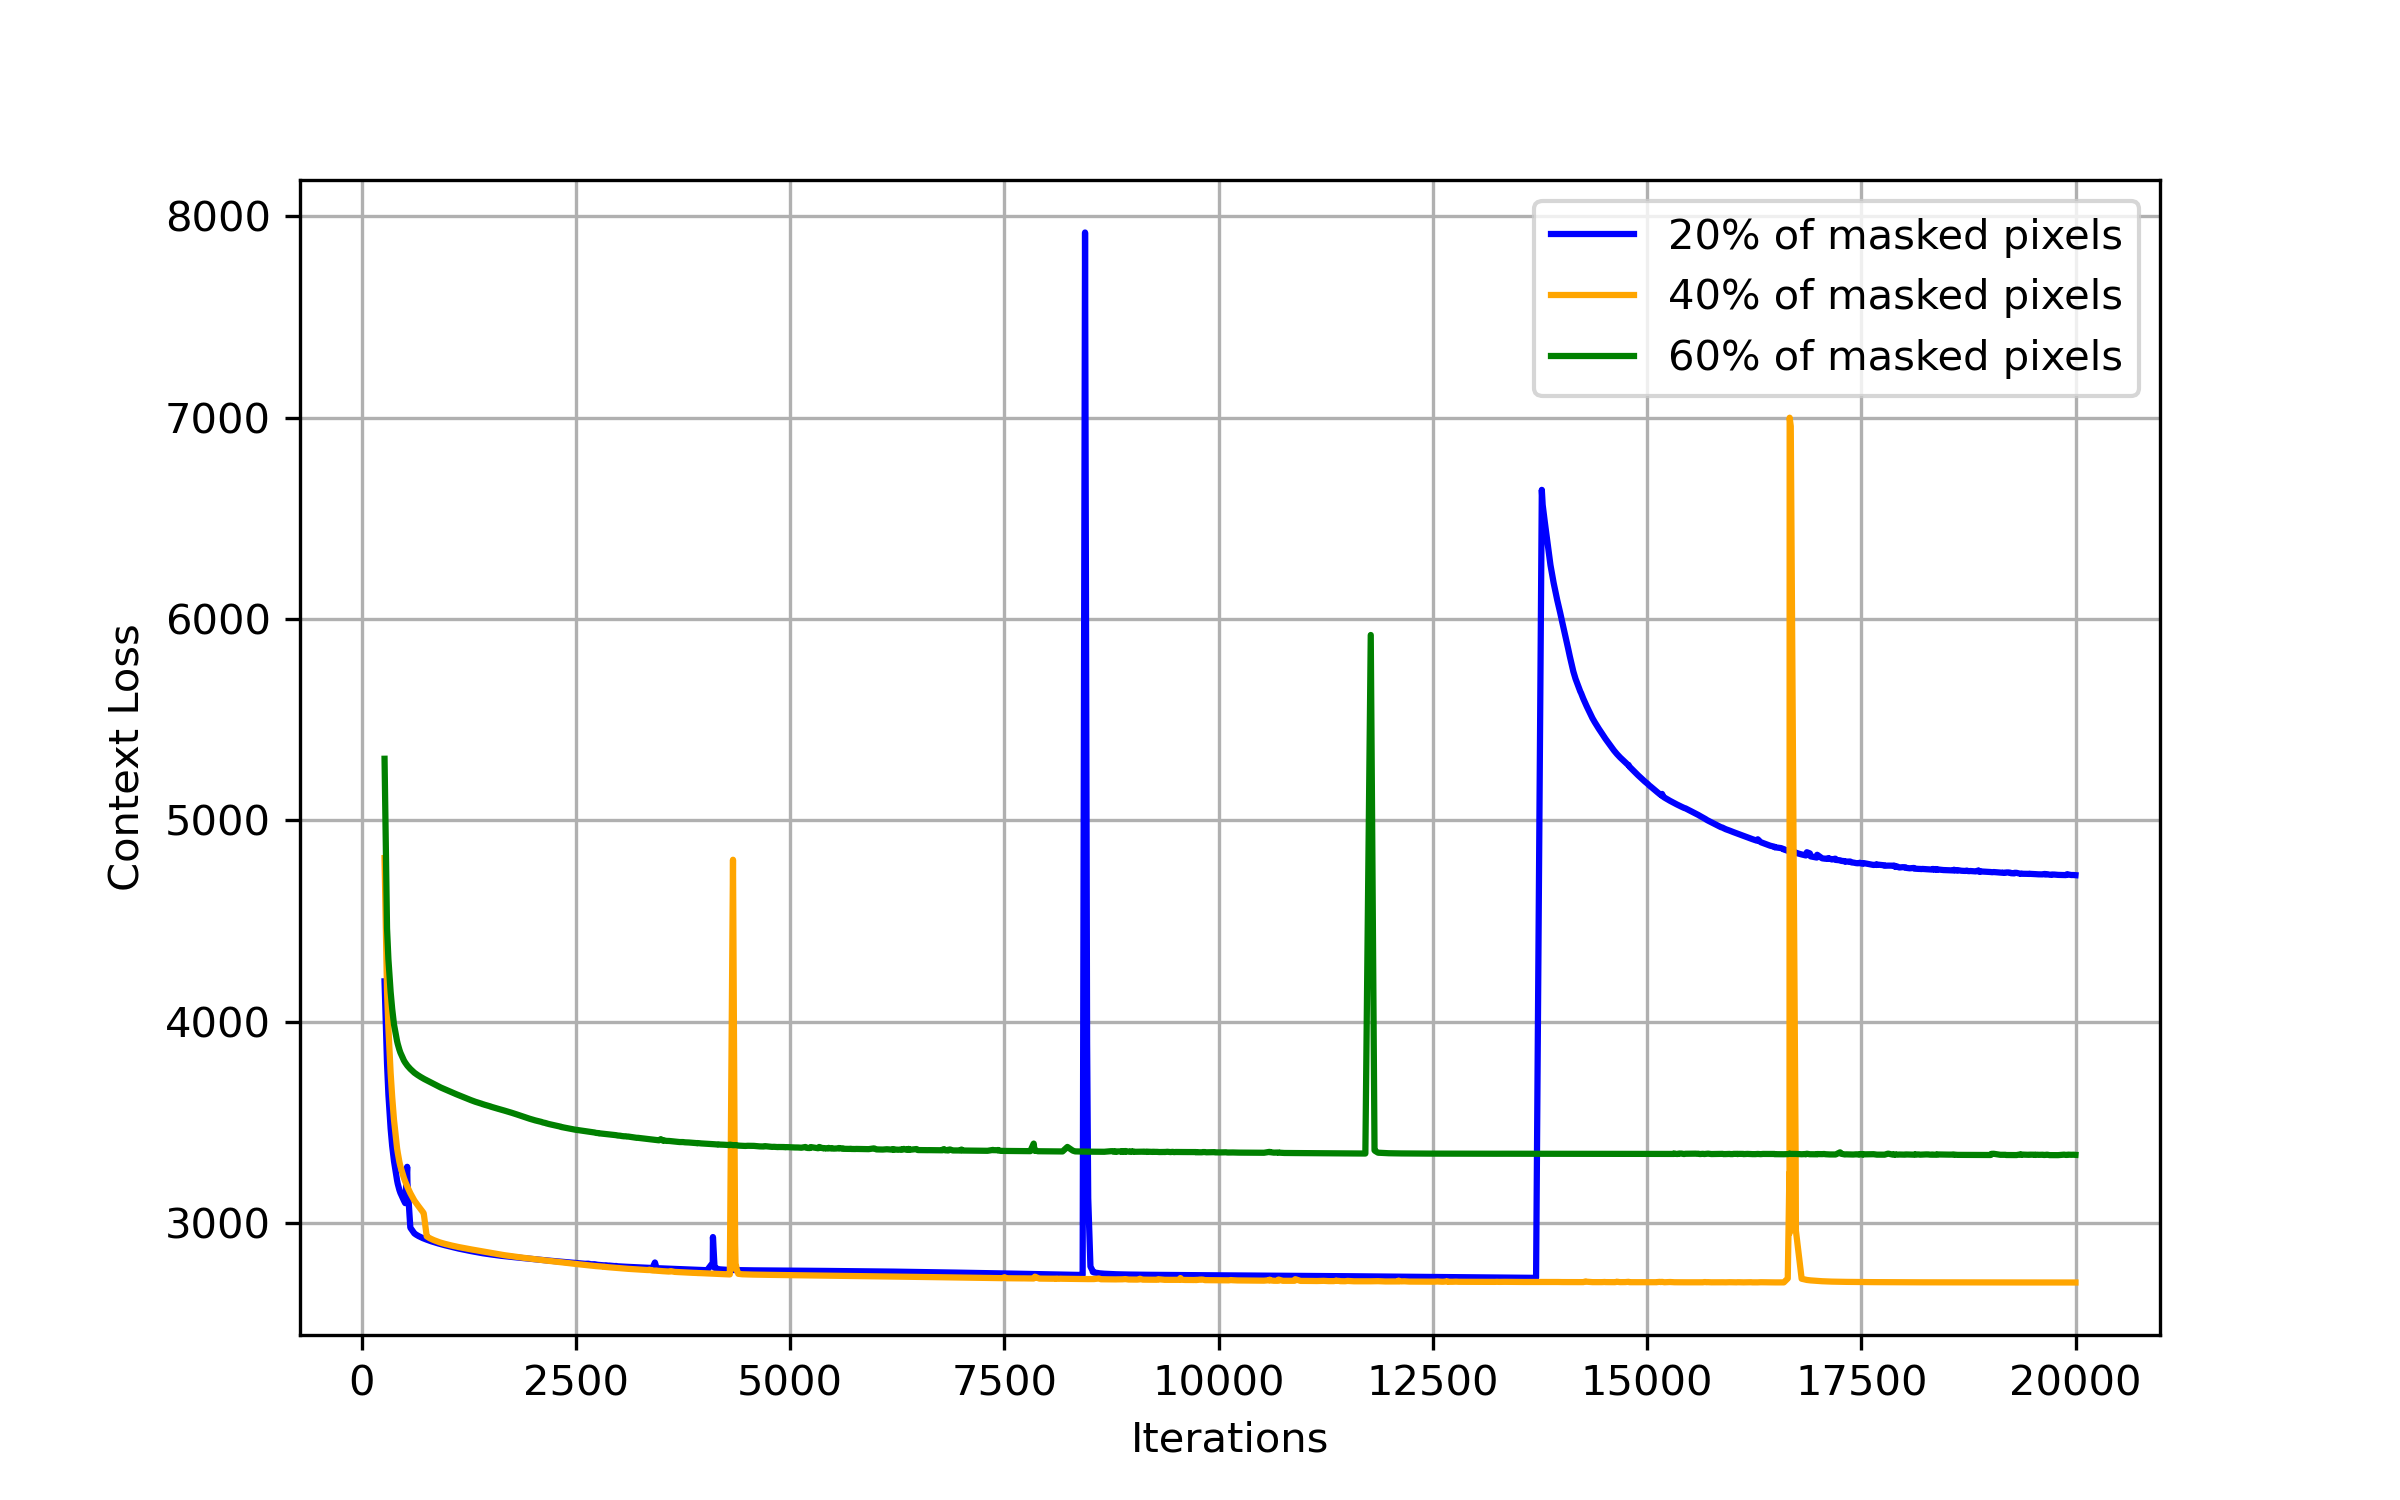 20% of masked pixels
40% of masked pixels
60% of masked pixels
8000
7000
6000
5000
4000
3000
Context Loss
0 2500 5000 7500 10000 12500 15000 17500 20000
Iterations